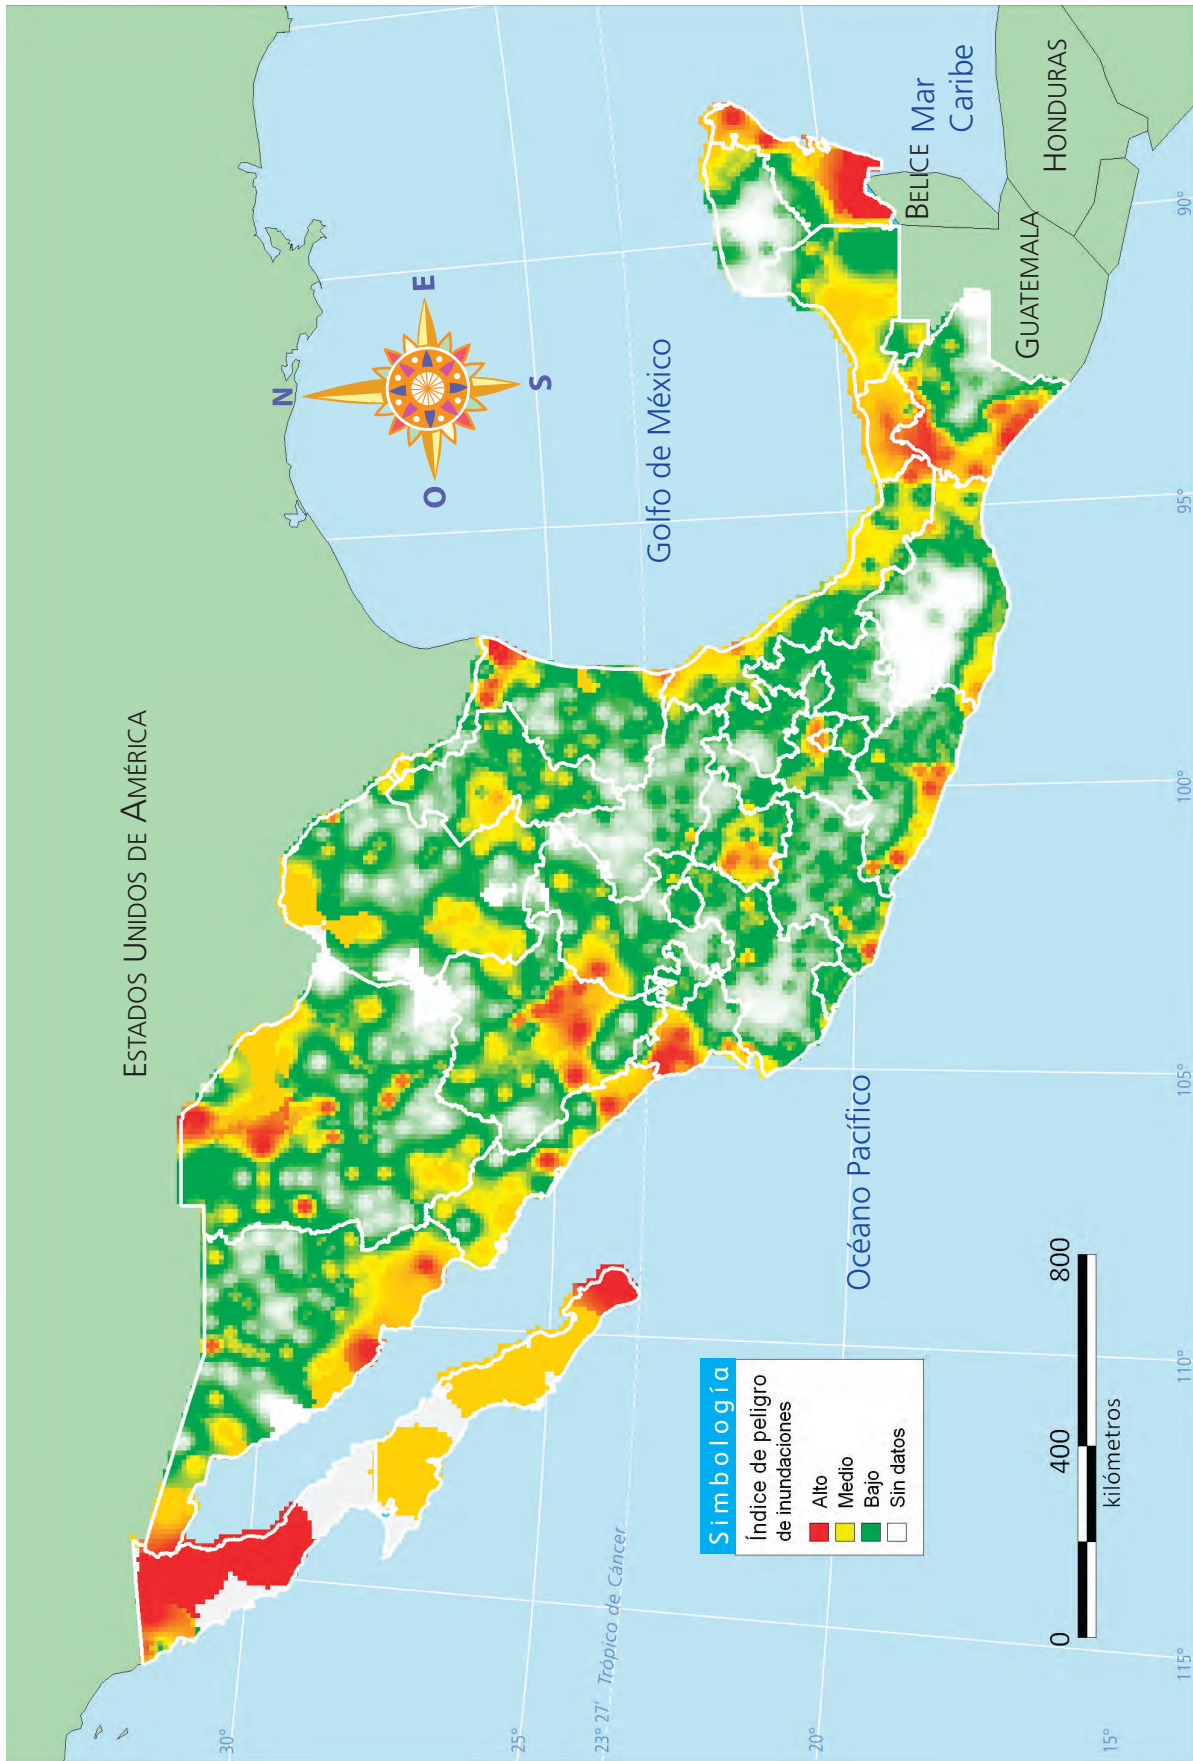 ESTADOS UNIDOS DE AMÉRICA
N
E
S
O
Golfo de México
Mar
Caribe
BELICE
GUATEMALA
HONDURAS
Océano Pacífico
Trópico de Cáncer
30°
25°
23° 27'
20°
15°
115°
110°
105°
100°
95°
90°
Simbología
Índice de peligro
de inundaciones
Alto
Medio
Bajo
Sin datos
0
400
800
kilómetros